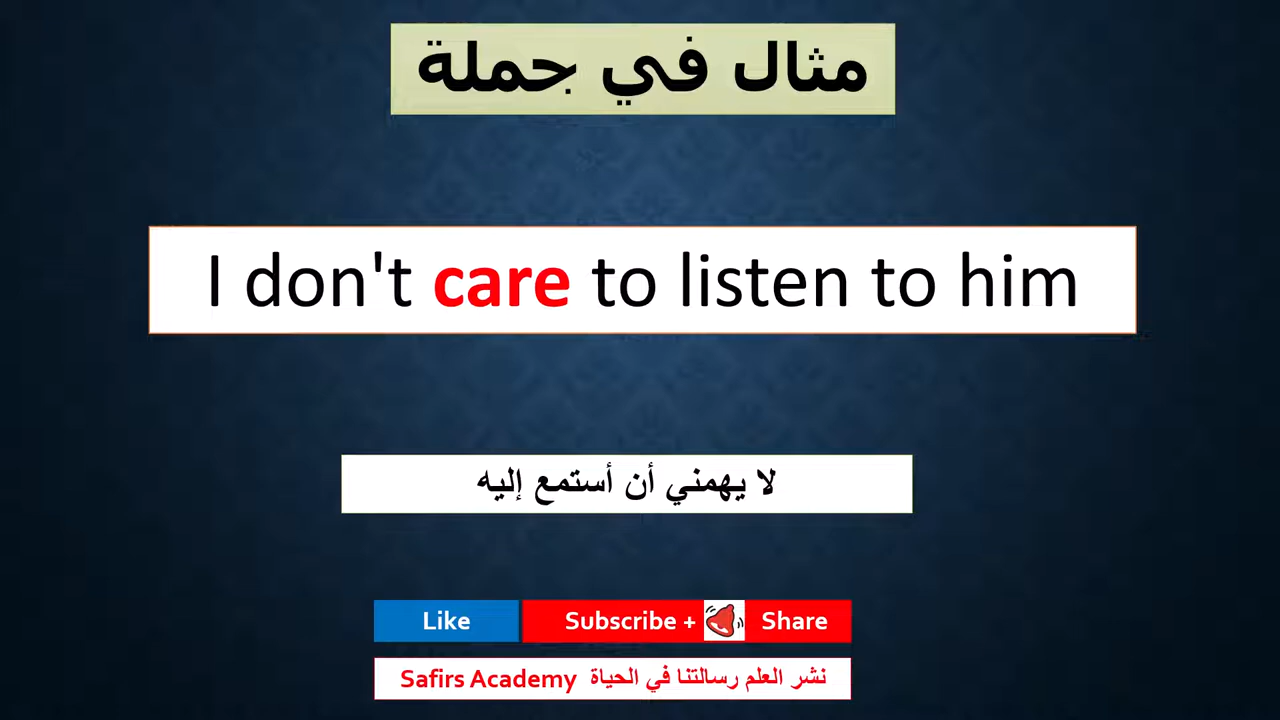 مثال في جملة
I don't care to listen to him
لا يهمني أن أستمع إليه
Like Subscribe + Share
Safirs Academy نشر العلم رسالتنا في الحياة